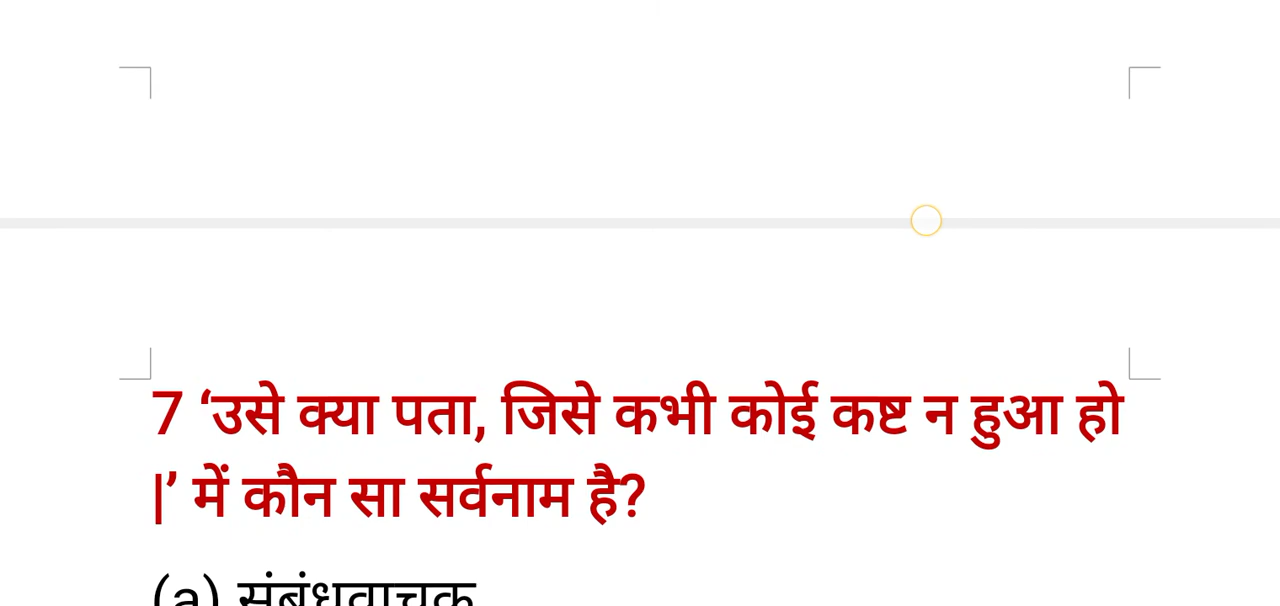 7 ‘उसे क्या पता, जिसे कभी कोई कष्ट न हुआ हो
|’ में कौन सा सर्वनाम है?
(a) संबंधवाचक